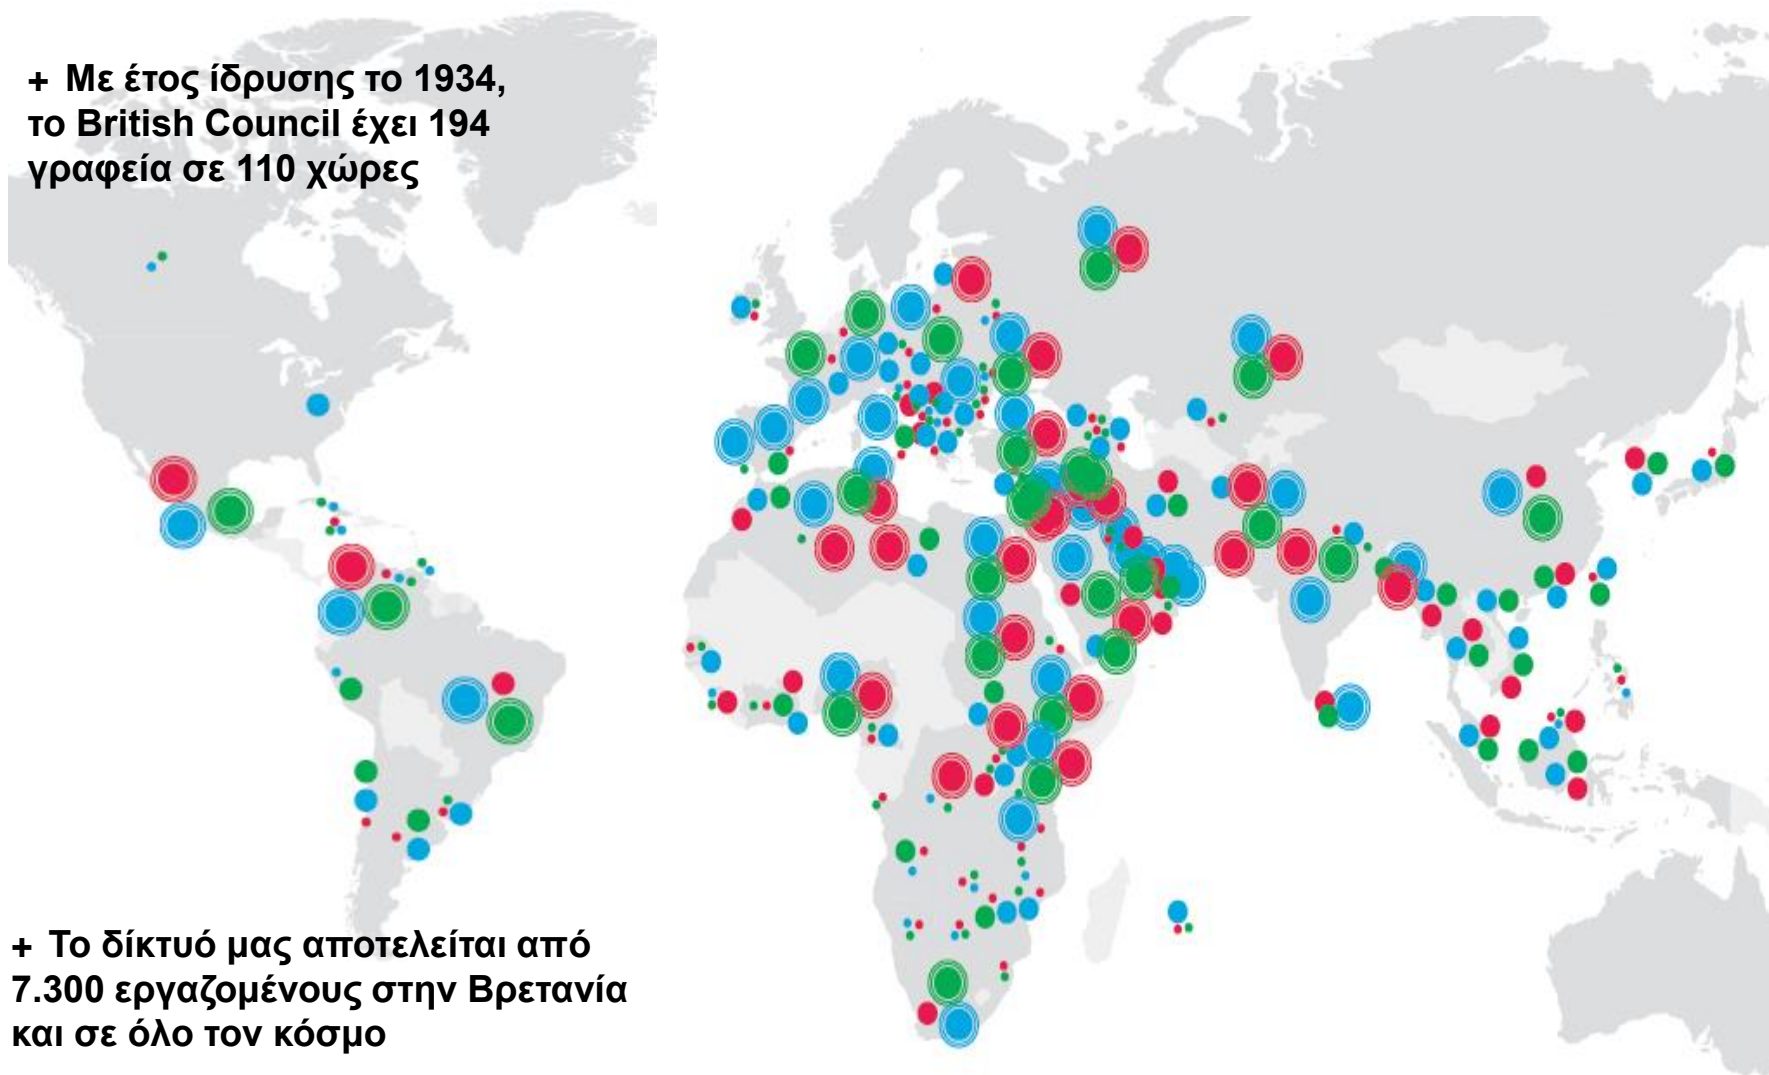 + Με έτος ίδρυσης το 1934,
το British Council έχει 194
γραφεία σε 110 χώρες
+ Το δίκτυό μας αποτελείται από
7.300 εργαζομένους στην Βρετανία
και σε όλο τον κόσμο